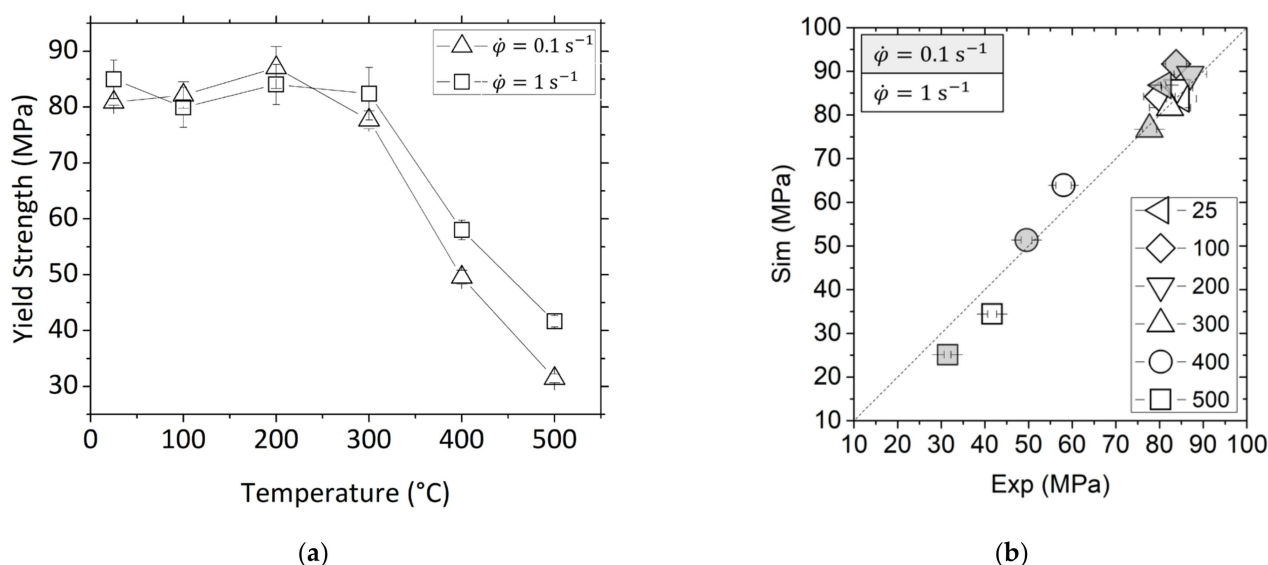 Yield Strength (MPa)
90
80
70
60
50
40
30
0 100 200 300 400 500
Temperature (°C)
φ̇ = 0.1 s⁻¹
φ̇ = 1 s⁻¹
(a)
Sim (MPa)
100
90
80
70
60
50
40
30
20
10
10 20 30 40 50 60 70 80 90 100
Exp (MPa)
φ̇ = 0.1 s⁻¹
φ̇ = 1 s⁻¹
25
100
200
300
400
500
(b)